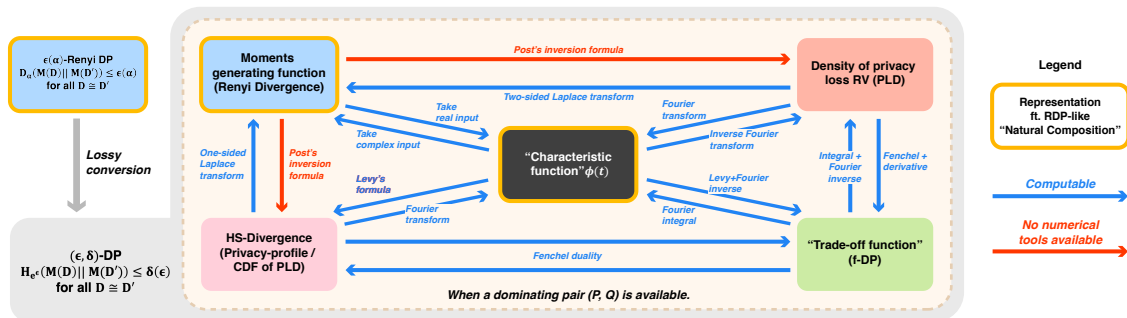 ϵ(α)-Renyi DP
D_α(M(D)|| M(D′)) ≤ ϵ(α)
for all D ≅ D′
Lossy
conversion
(ϵ, δ)-DP
H_{e^ϵ}(M(D)|| M(D′)) ≤ δ(ϵ)
for all D ≅ D′
Moments
generating function
(Renyi Divergence)
Post's inversion formula
Two-sided Laplace transform
Density of privacy
loss RV (PLD)
Take
real input
Take
complex input
Fourier
transform
Inverse Fourier
transform
One-sided
Laplace
transform
Post's
inversion
formula
"Characteristic
function"ϕ(t)
Integral +
Fourier
inverse
Fenchel +
derivative
Levy's
formula
Fourier
transform
Levy+Fourier
inverse
Fourier
integral
HS-Divergence
(Privacy-profile /
CDF of PLD)
Fenchel duality
"Trade-off function"
(f-DP)
When a dominating pair (P, Q) is available.
Legend
Representation
ft. RDP-like
"Natural Composition"
Computable
No numerical
tools available